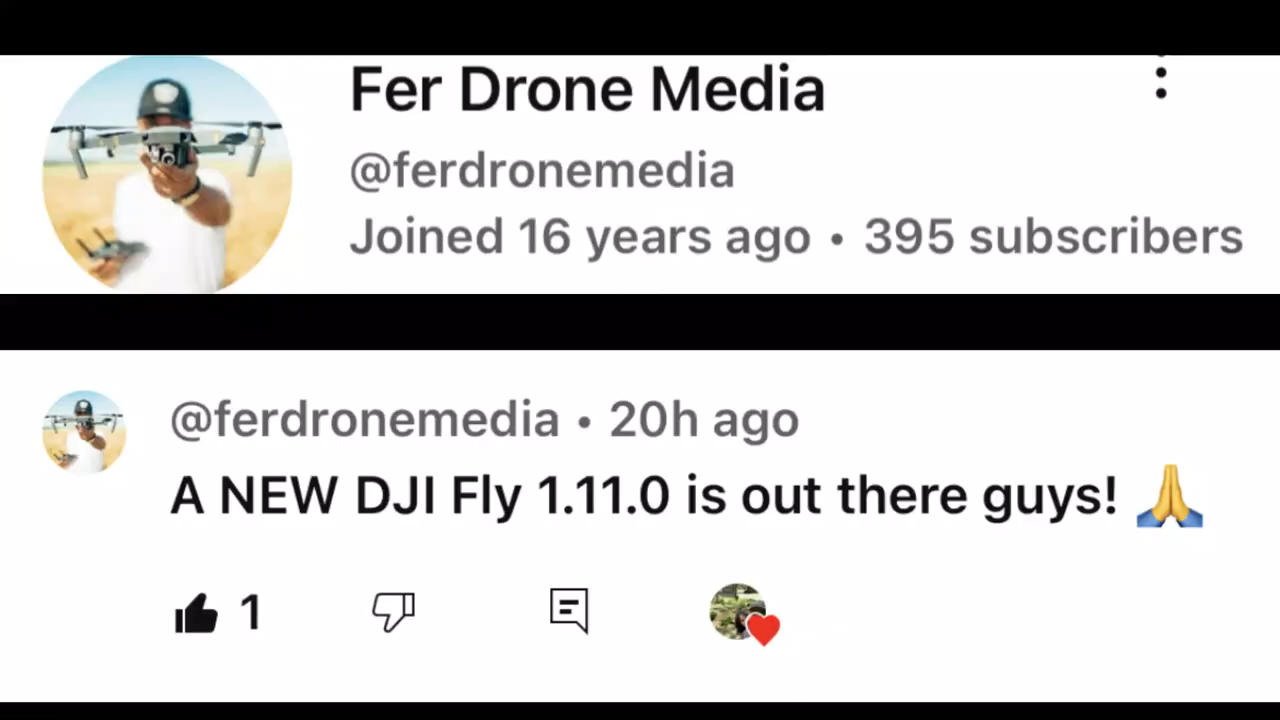 Fer Drone Media
@ferdronemedia
Joined 16 years ago • 395 subscribers
@ferdronemedia • 20h ago
A NEW DJI Fly 1.11.0 is out there guys! 🙏
1